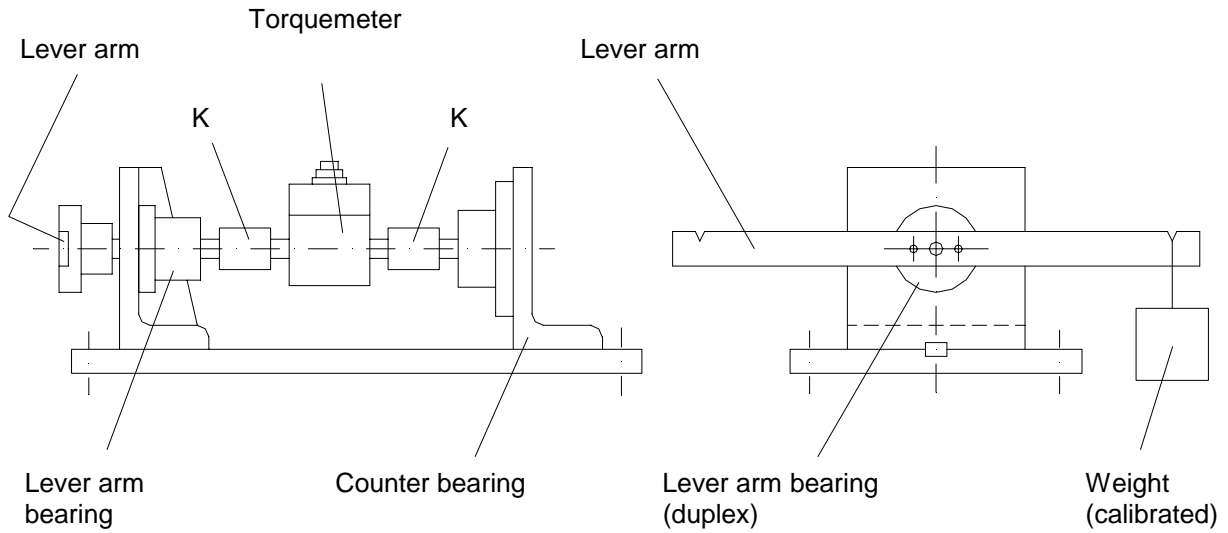 Torquemeter
Lever arm
Lever arm
K
K
Lever arm
bearing
Counter bearing
Lever arm bearing
(duplex)
Weight
(calibrated)